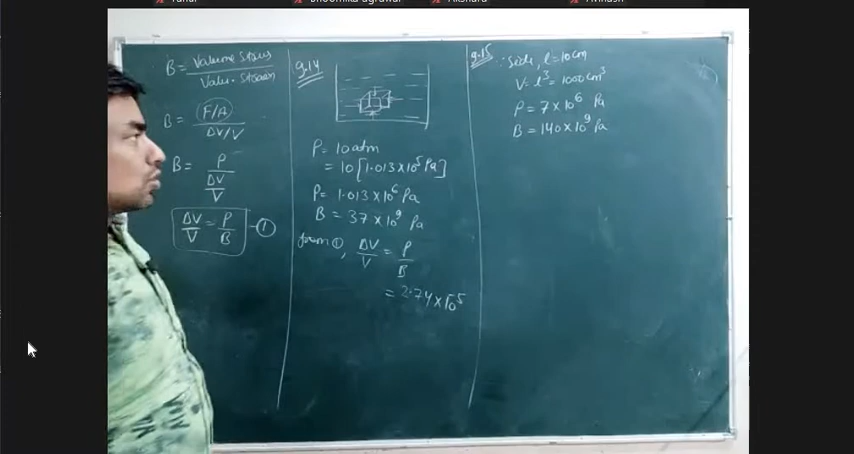 B = Volume Stress
Volu. Strain
B = (F/A)
ΔV/V
B = P
ΔV
V
ΔV = P
V B
①
9.14
P = 10 atm
= 10 [1.013 × 10⁵ Pa]
P = 1.013 × 10⁶ Pa
B = 37 × 10⁹ Pa
from ①, ΔV = P
V B
= 2.74 × 10⁵
9.15
: Side, l = 10 cm
V = l³ = 1000 cm³
P = 7 × 10⁶ Pa
B = 140 × 10⁹ Pa